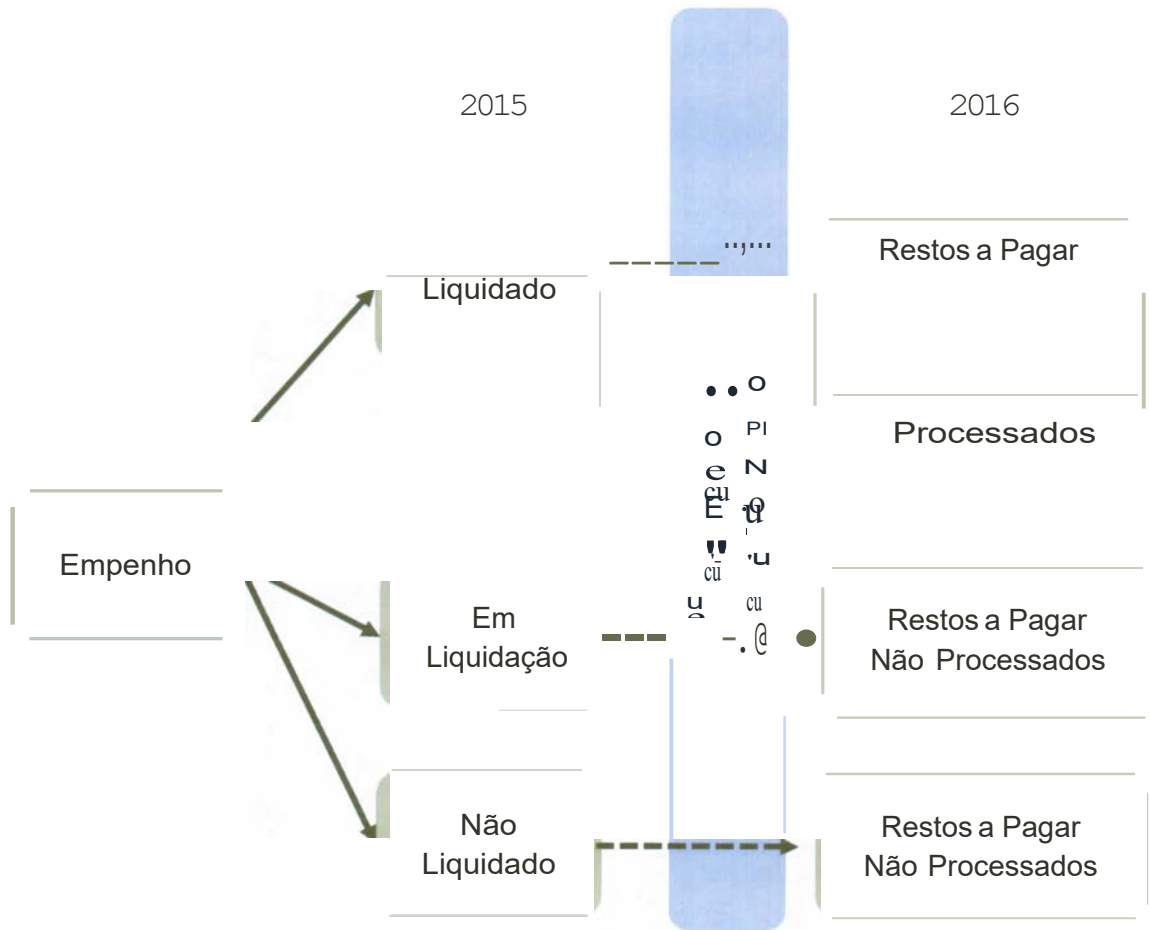 2015
2016
Liquidado
Restos a Pagar
Processados
Empenho
Em
Liquidação
Restos a Pagar
Não Processados
Não
Liquidado
Restos a Pagar
Não Processados